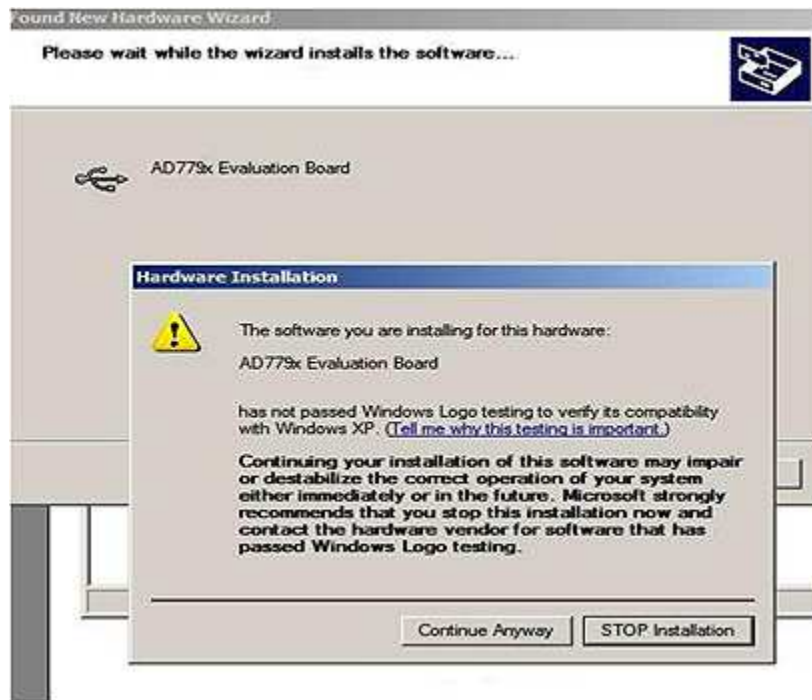 Found New Hardware Wizard
Please wait while the wizard installs the software...
AD779x Evaluation Board
Hardware Installation
The software you are installing for this hardware:
AD779x Evaluation Board
has not passed Windows Logo testing to verify its compatibility
with Windows XP. (Tell me why this testing is important.)
Continuing your installation of this software may impair
or destabilize the correct operation of your system
either immediately or in the future. Microsoft strongly
recommends that you stop this installation now and
contact the hardware vendor for software that has
passed Windows Logo testing.
Continue Anyway
STOP Installation